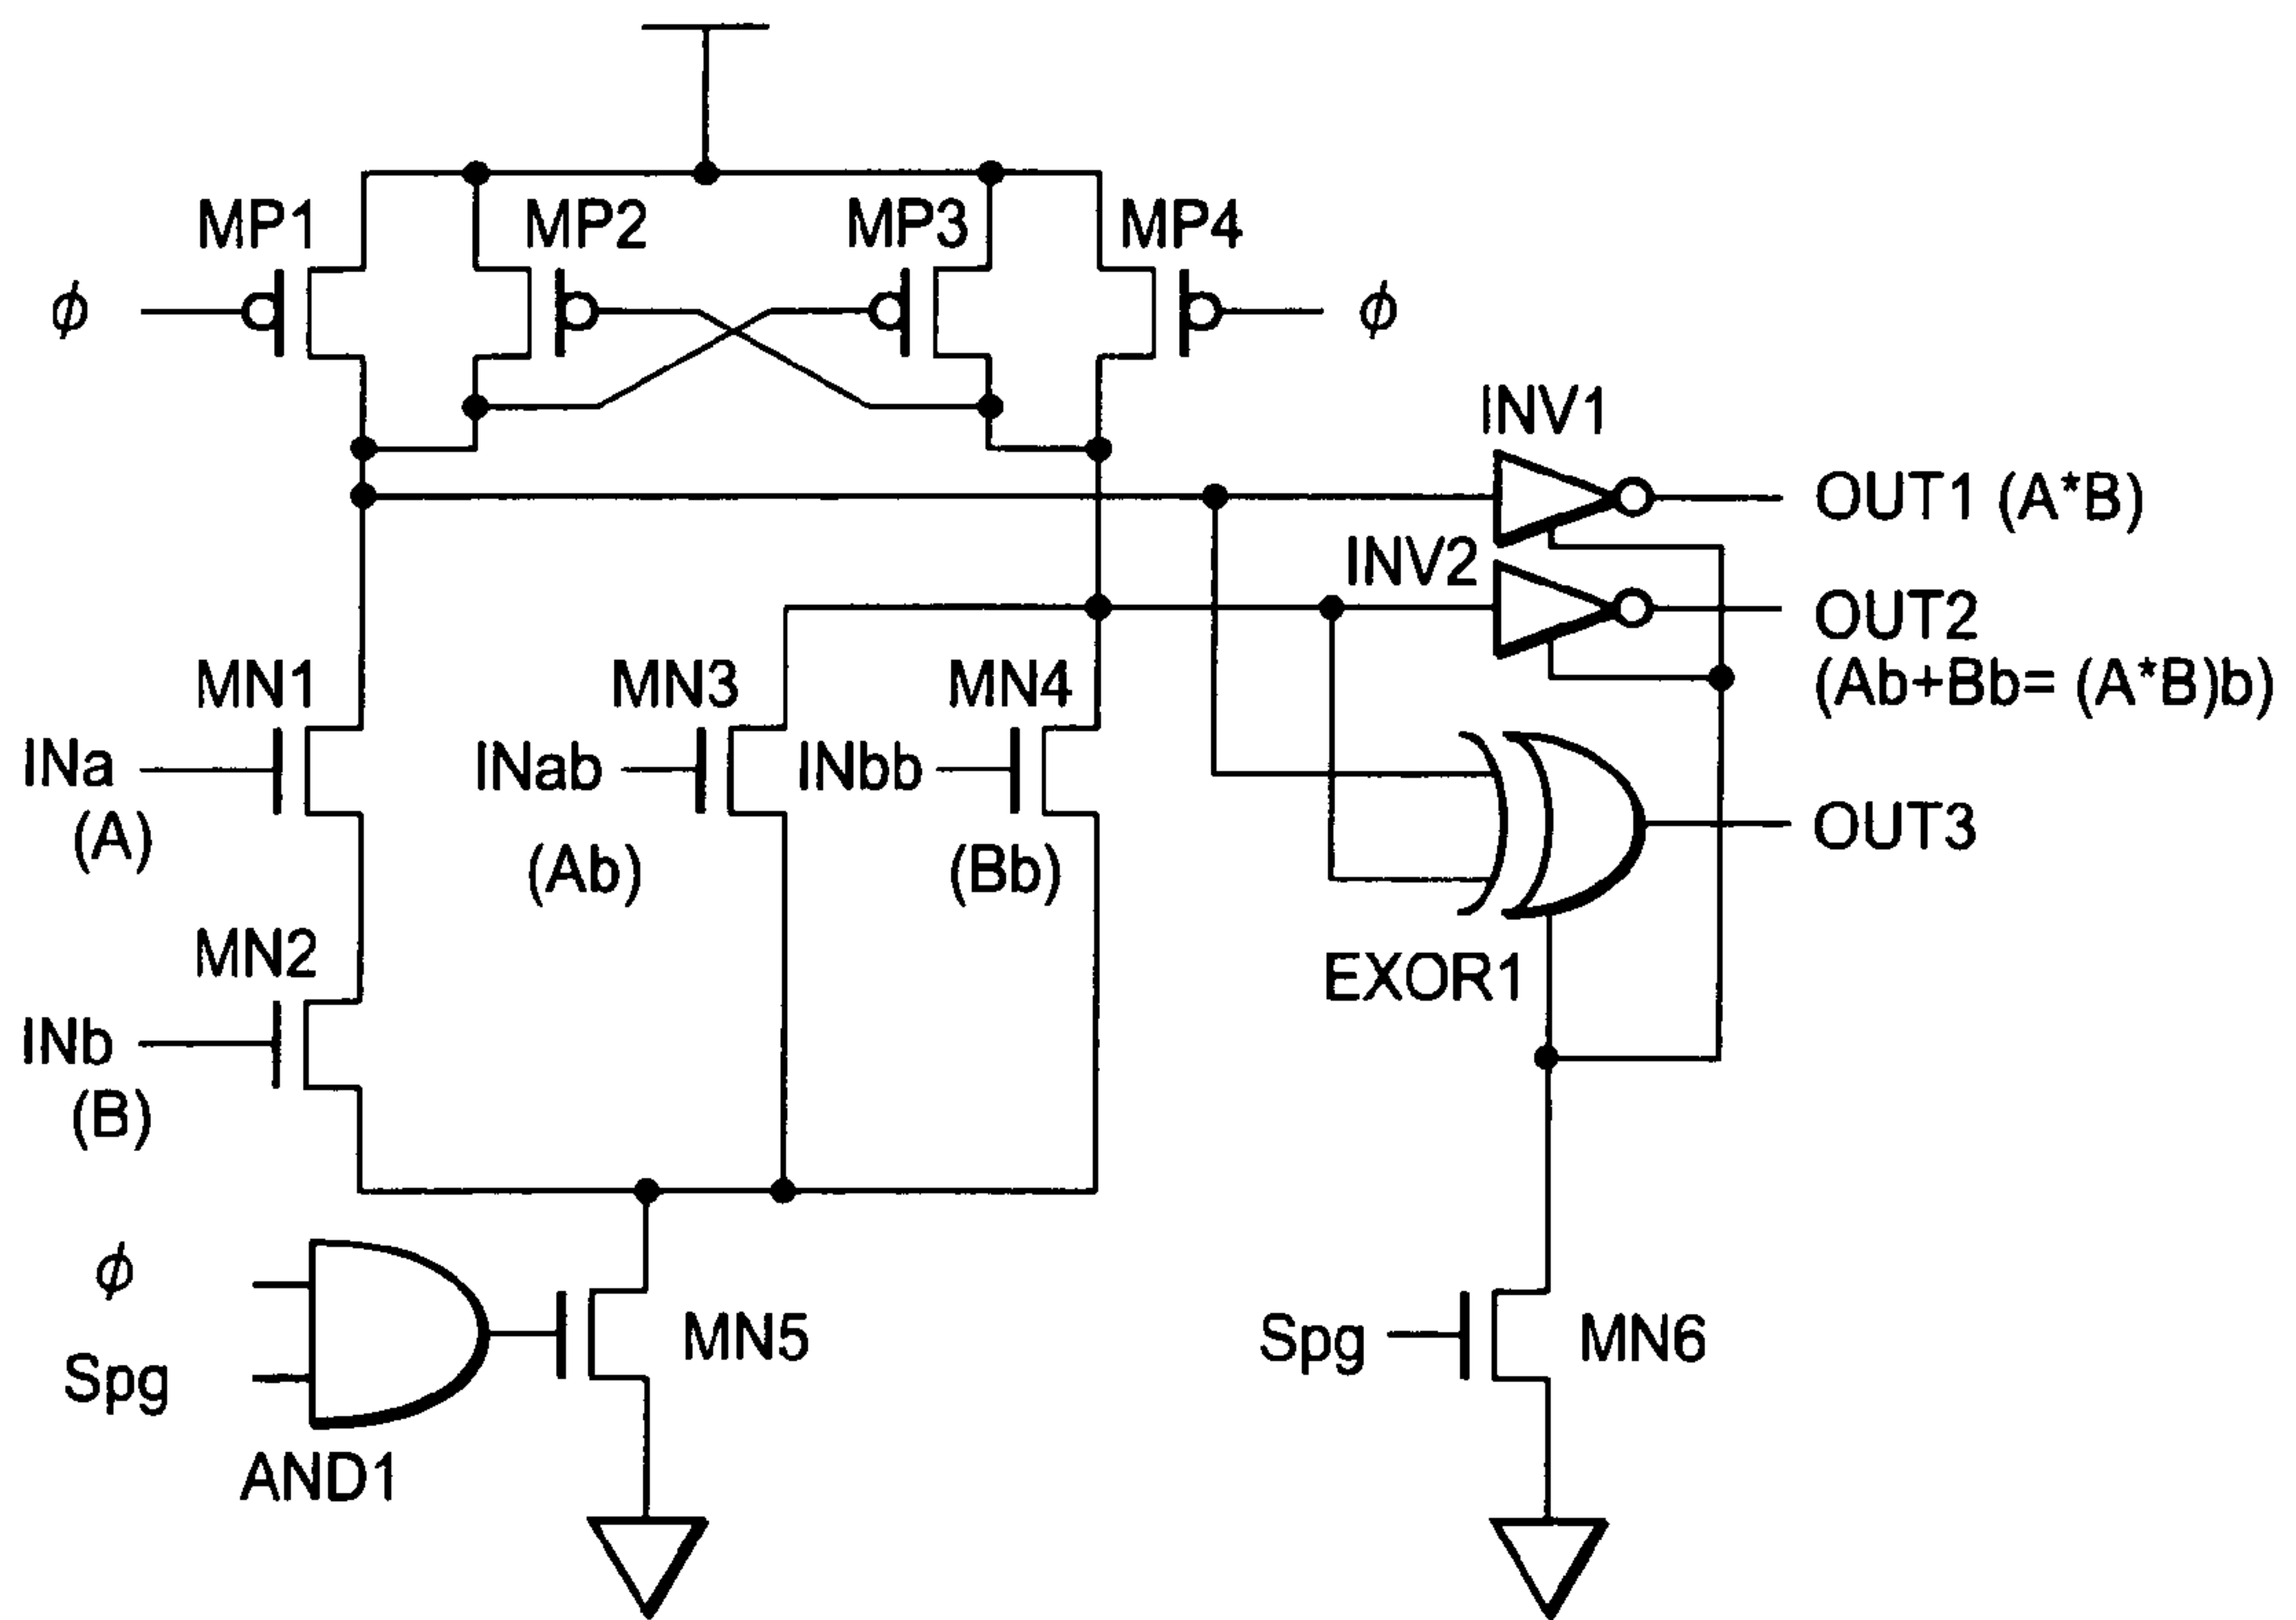 MP1
MP2
MP3
MP4
ϕ
ϕ
INV1
OUT1 (A*B)
INV2
OUT2
(Ab+Bb= (A*B)b)
MN1
MN3
MN4
INa
(A)
INab
(Ab)
INbb
(Bb)
OUT3
MN2
EXOR1
INb
(B)
ϕ
Spg
AND1
MN5
Spg
MN6